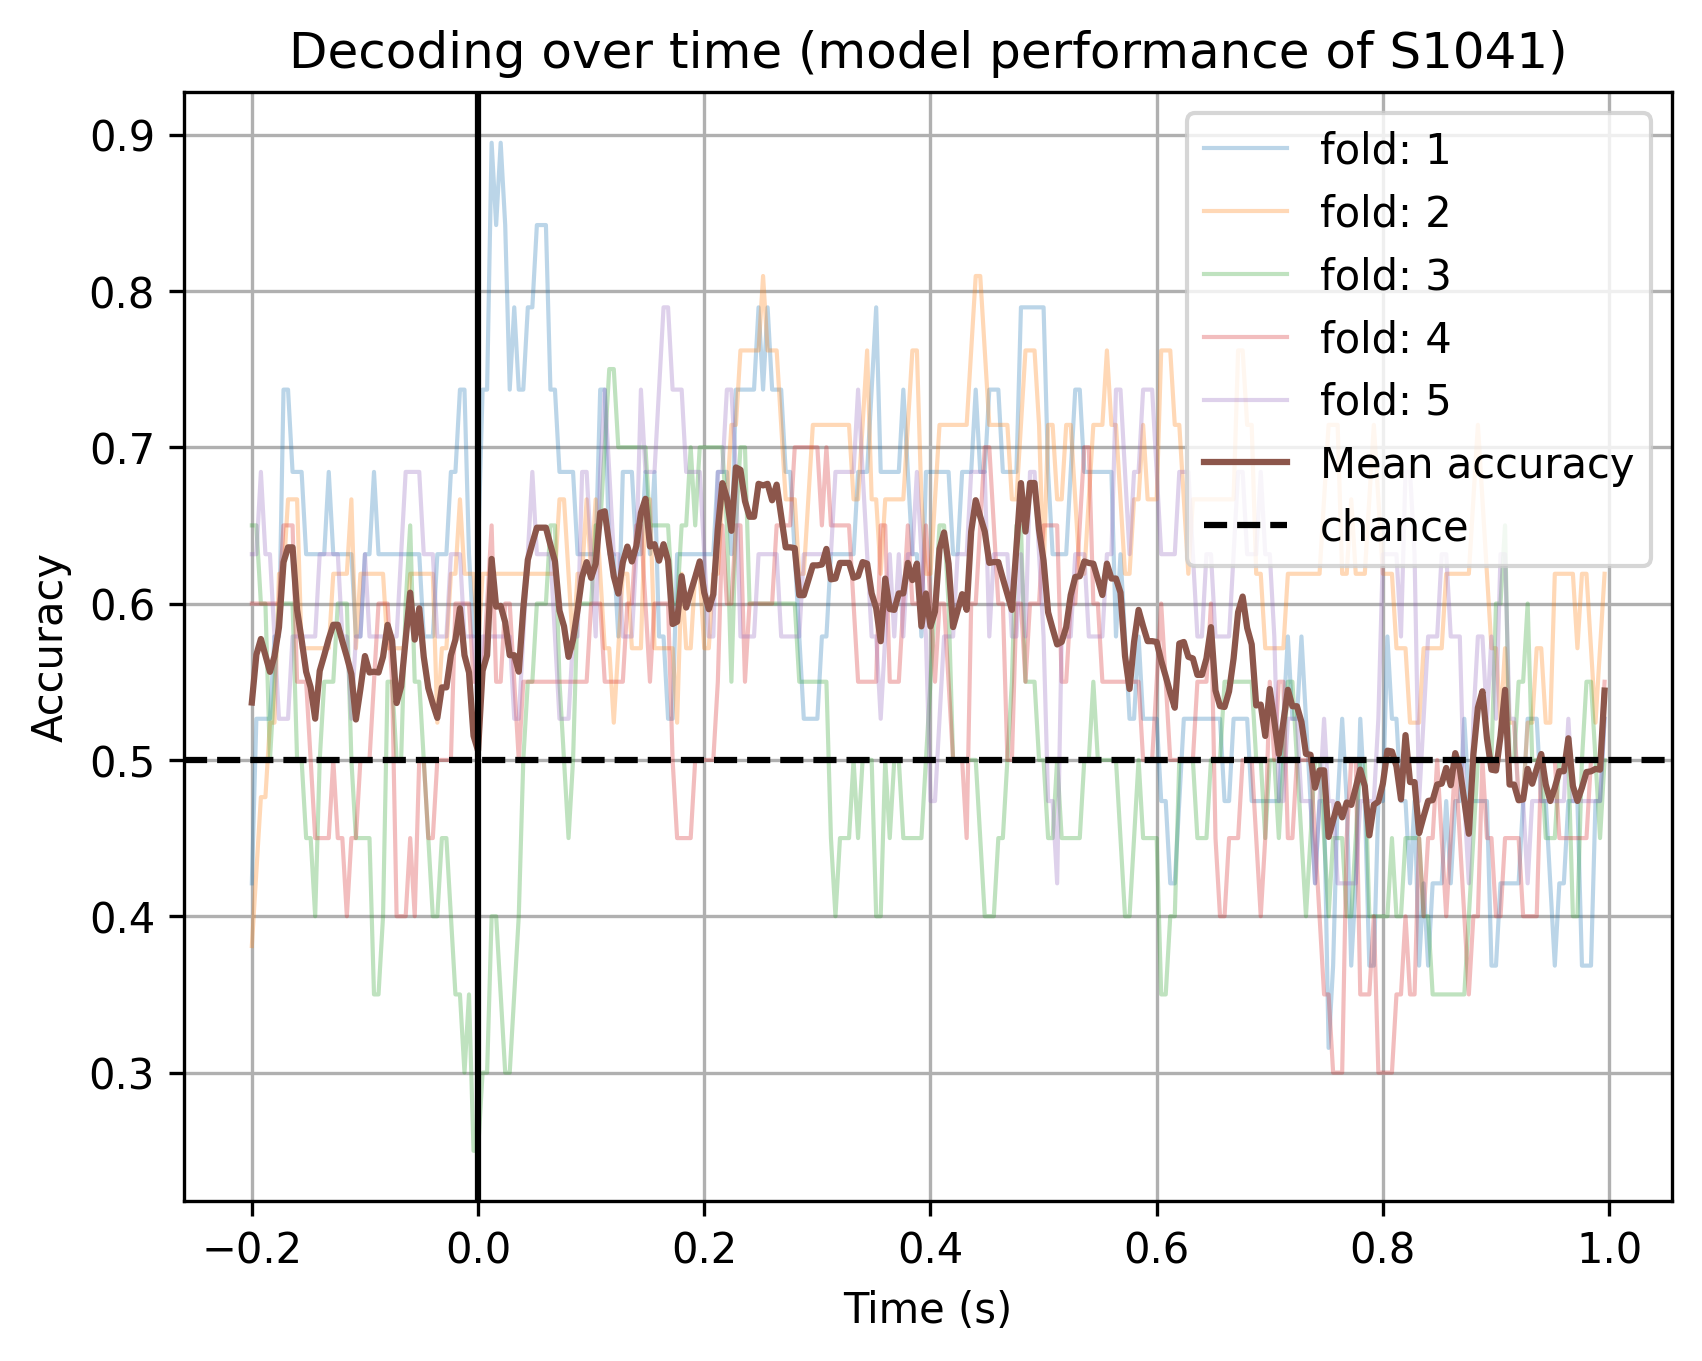 Decoding over time (model performance of S1041)
Accuracy
0.9
0.8
0.7
0.6
0.5
0.4
0.3
fold: 1
fold: 2
fold: 3
fold: 4
fold: 5
Mean accuracy
chance
−0.2 0.0 0.2 0.4 0.6 0.8 1.0
Time (s)